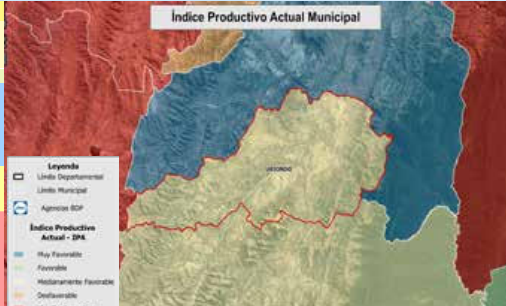 Índice Productivo Actual Municipal
Leyenda
Límite Departamental
Límite Municipal
Agencias BDP
Índice Productivo
Actual - IPA
Muy Favorable
Favorable
Medianamente Favorable
Desfavorable